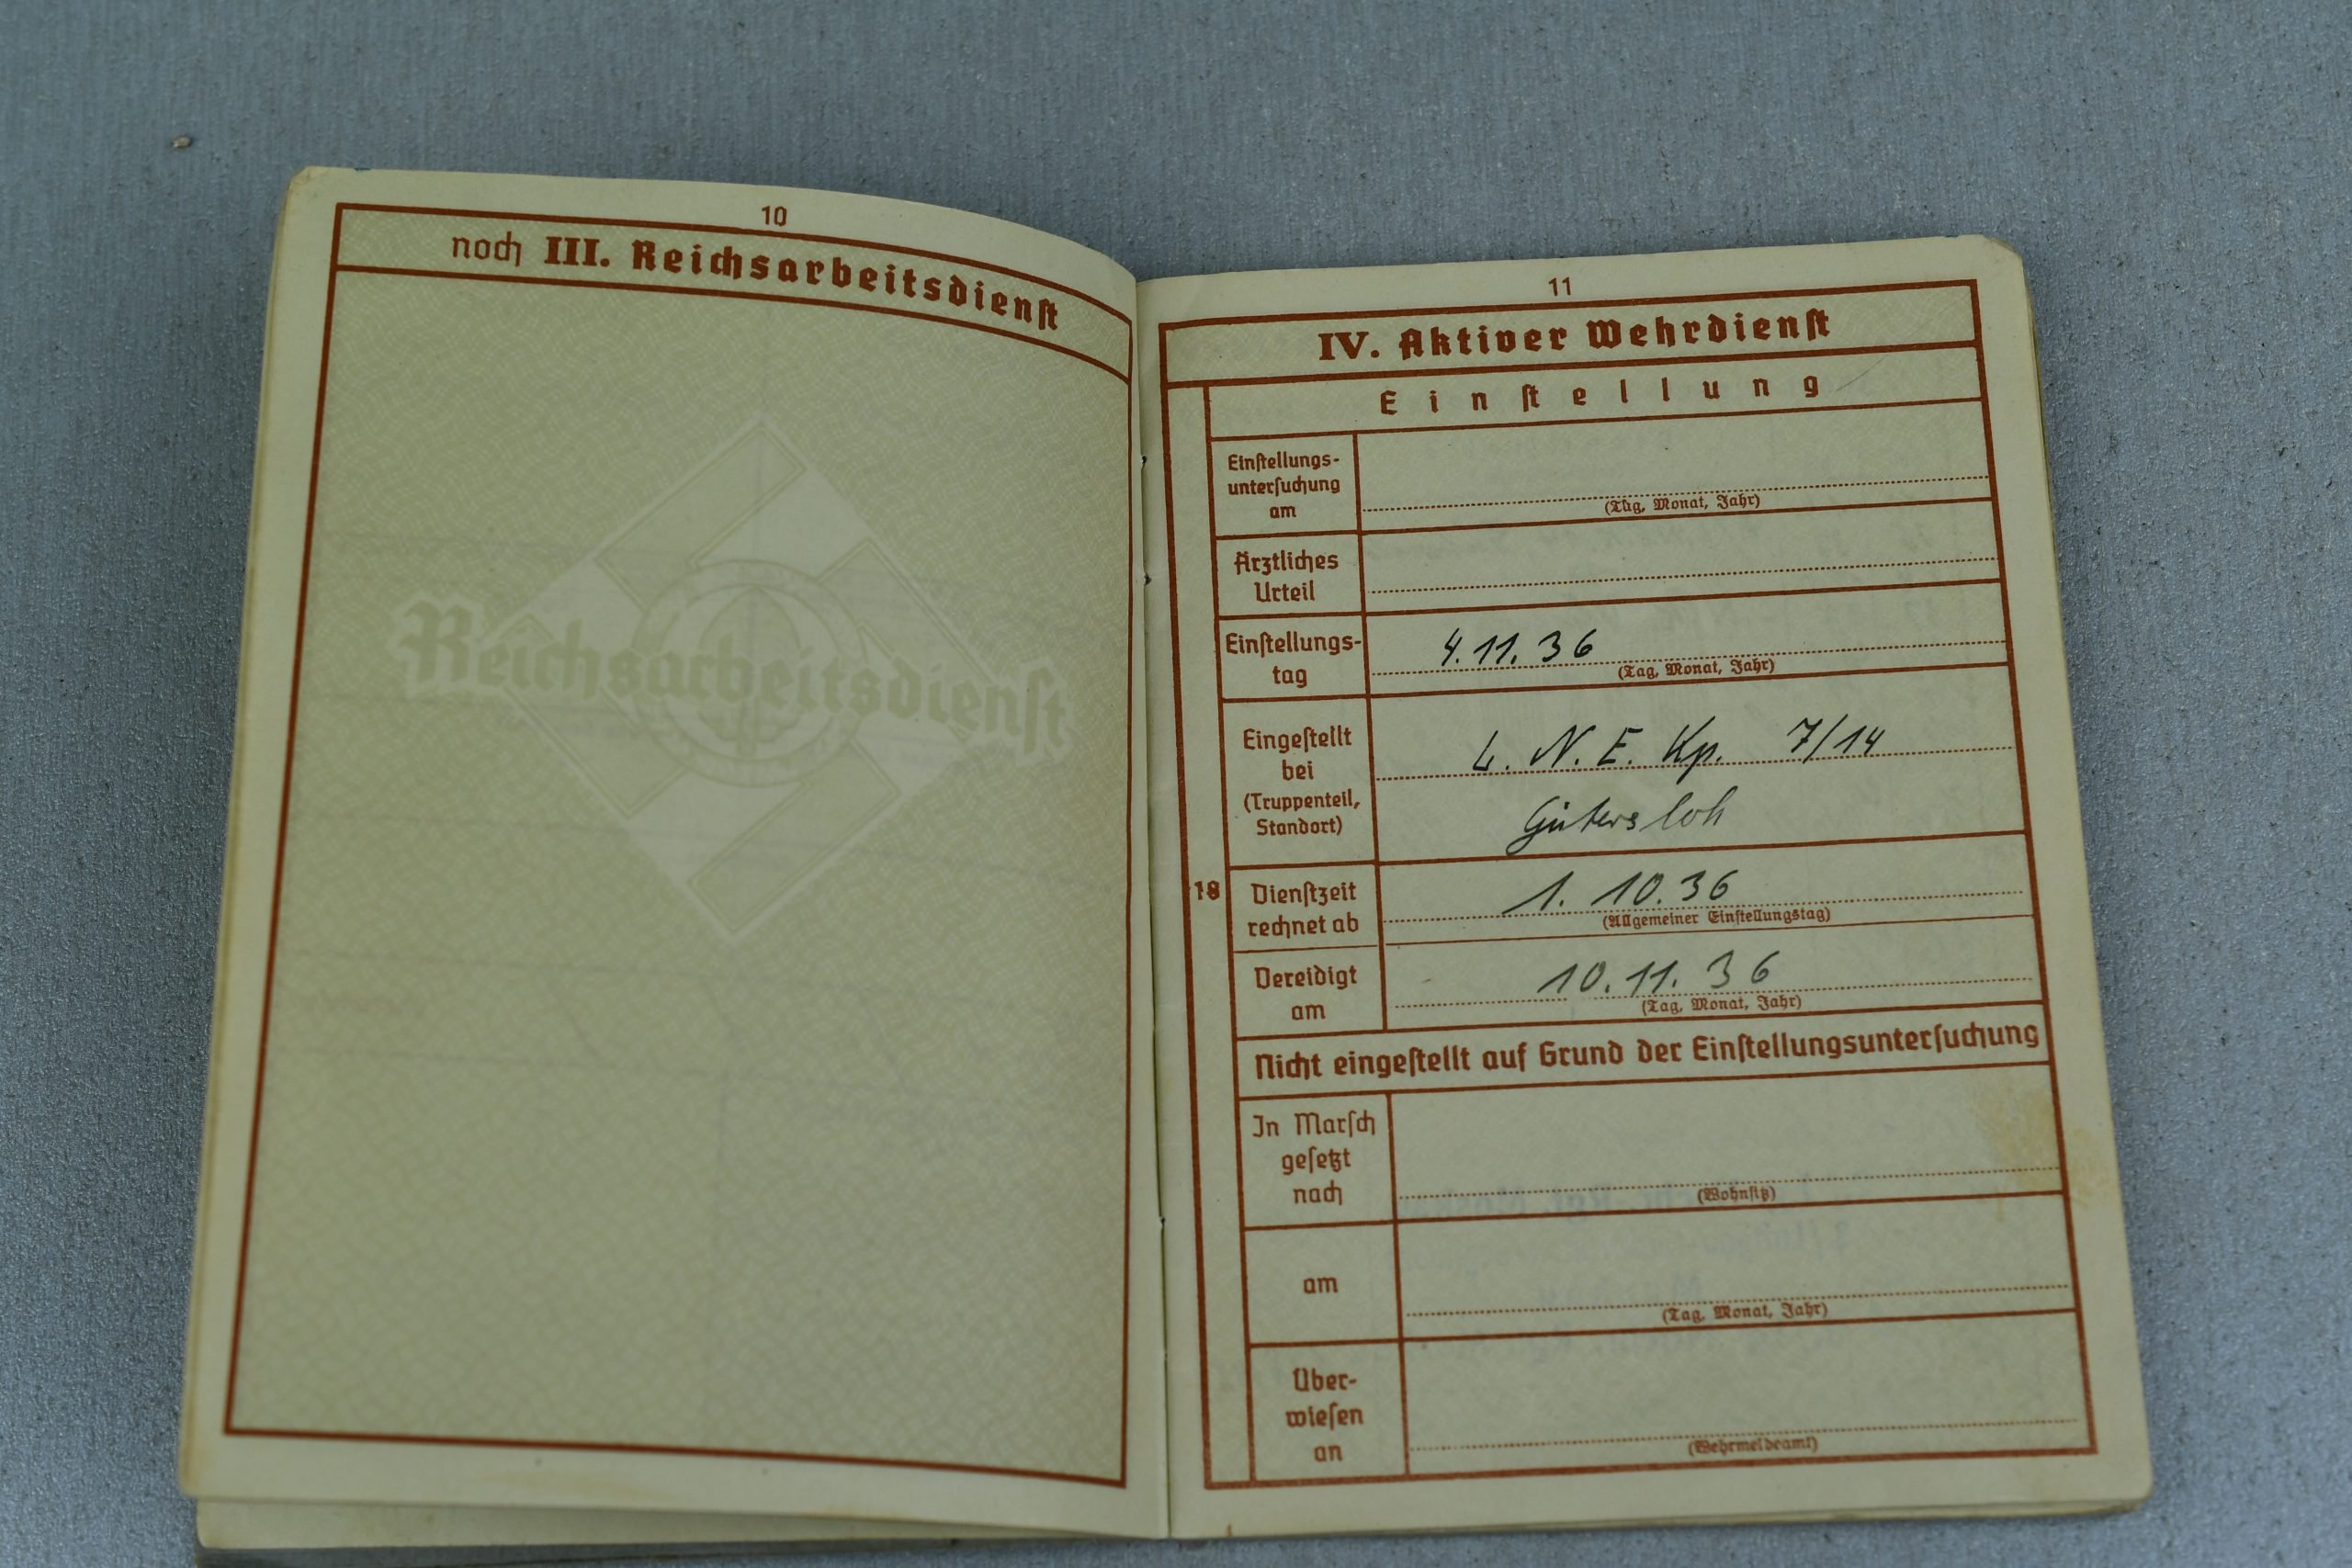 10
noch III. Reichsarbeitsdienst
Reichsarbeitsdienst
11
IV. Aktiver Wehrdienst
Einstellung
Einstellungs-
untersuchung
am
(Tag, Monat, Jahr)
Ärztliches
Urteil
Einstellungs-
tag
4.11.36
(Tag, Monat, Jahr)
Eingestellt
bei
(Truppenteil,
Standort)
L. N. E. Kp. 7/14
Gütersloh
18
Dienstzeit
rechnet ab
1. 10. 36
(Allgemeiner Einstellungstag)
Vereidigt
am
10. 11. 36
(Tag, Monat, Jahr)
Nicht eingestellt auf Grund der Einstellungsuntersuchung
In Marsch
gesetzt
nach
(Wohnsitz)
am
(Tag, Monat, Jahr)
Über-
wiesen
an
(Wehrmeldeamt)